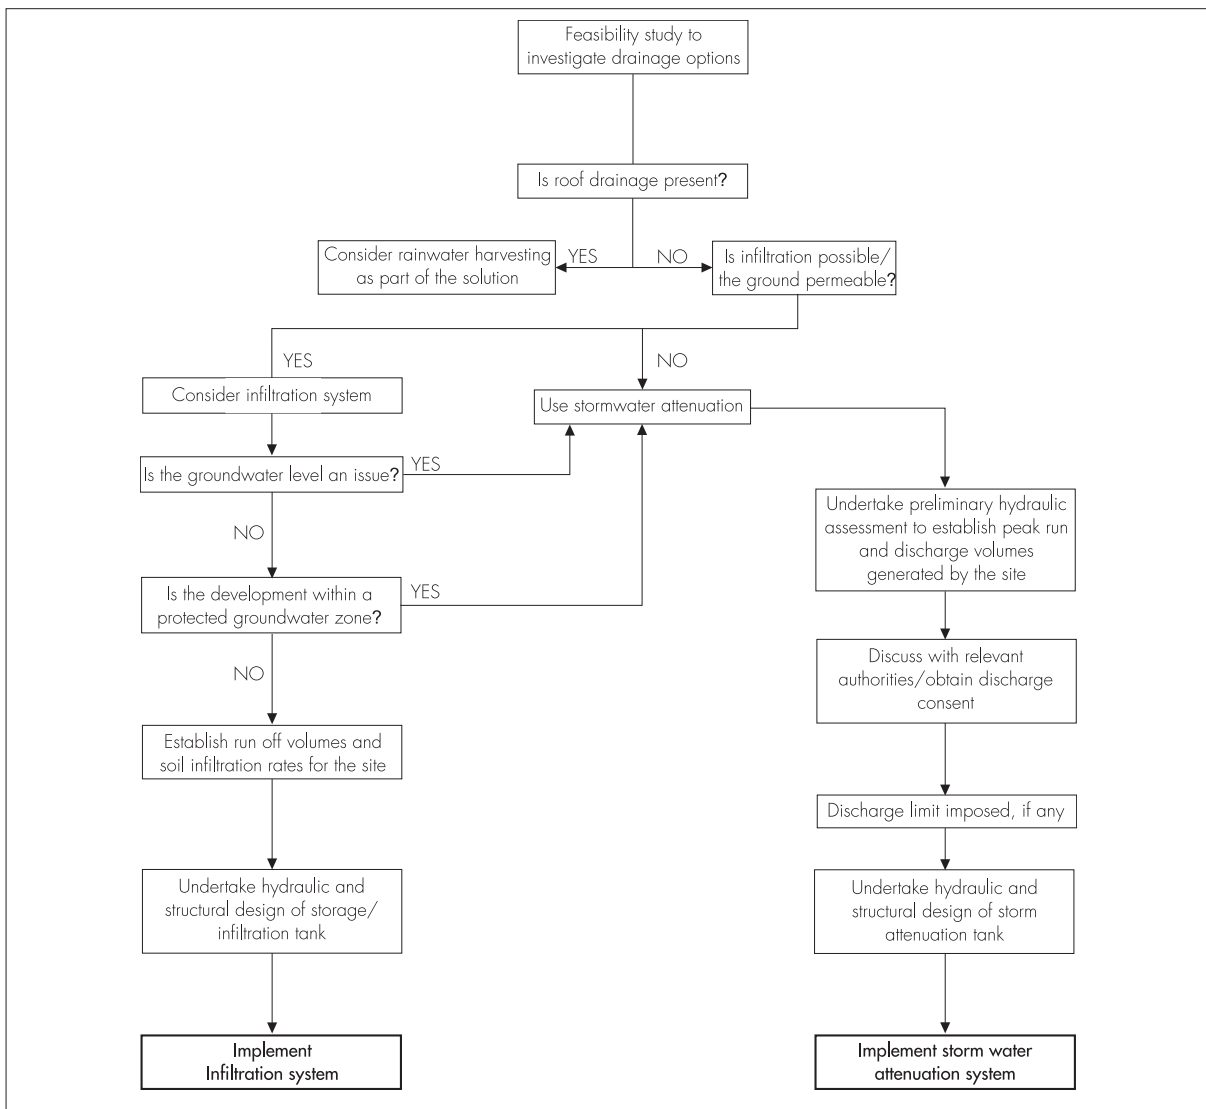 Feasibility study to
investigate drainage options
Is roof drainage present?
YES
NO
Consider rainwater harvesting
as part of the solution
Is infiltration possible/
the ground permeable?
YES
NO
Consider infiltration system
Use stormwater attenuation
Is the groundwater level an issue?
YES
NO
Undertake preliminary hydraulic
assessment to establish peak run
and discharge volumes
generated by the site
Is the development within a
protected groundwater zone?
YES
NO
Discuss with relevant
authorities/obtain discharge
consent
Establish run off volumes and
soil infiltration rates for the site
Discharge limit imposed, if any
Undertake hydraulic and
structural design of storage/
infiltration tank
Undertake hydraulic and
structural design of storm
attenuation tank
Implement
Infiltration system
Implement storm water
attenuation system